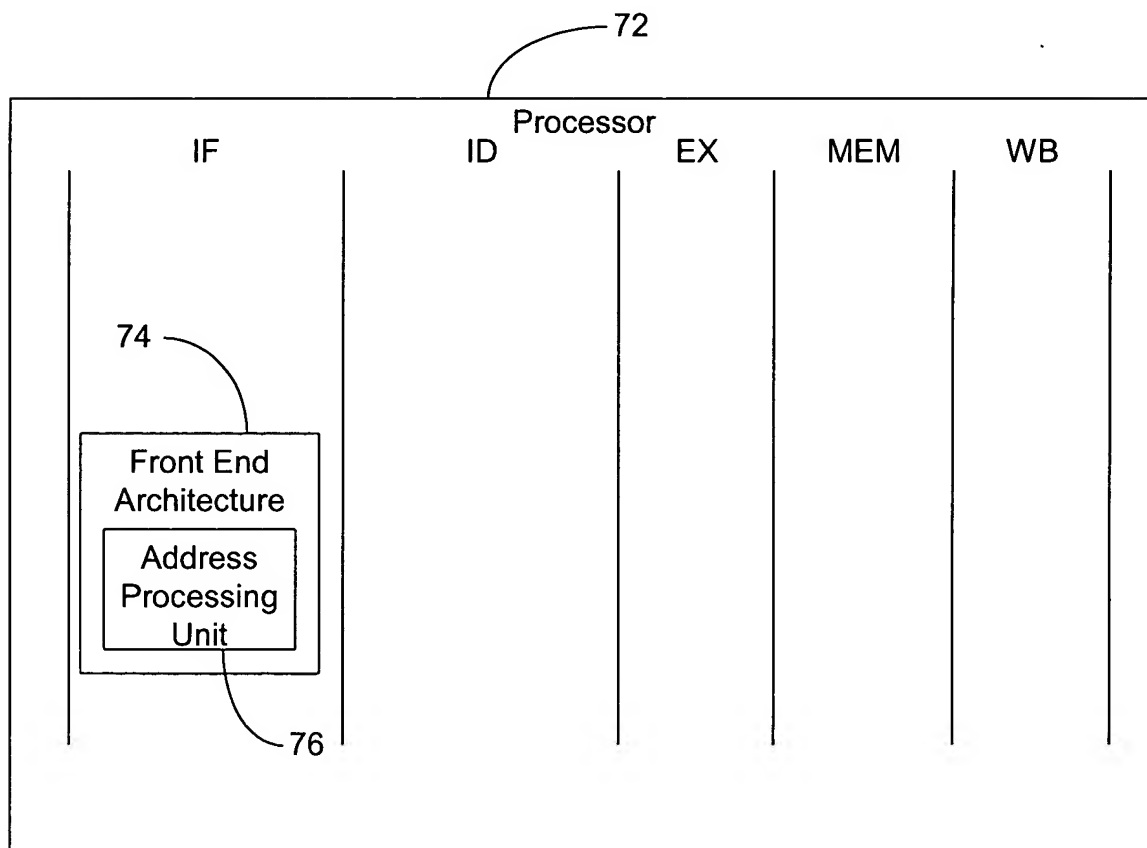 72
Processor
IF ID EX MEM WB
74
Front End
Architecture
Address
Processing
Unit
76